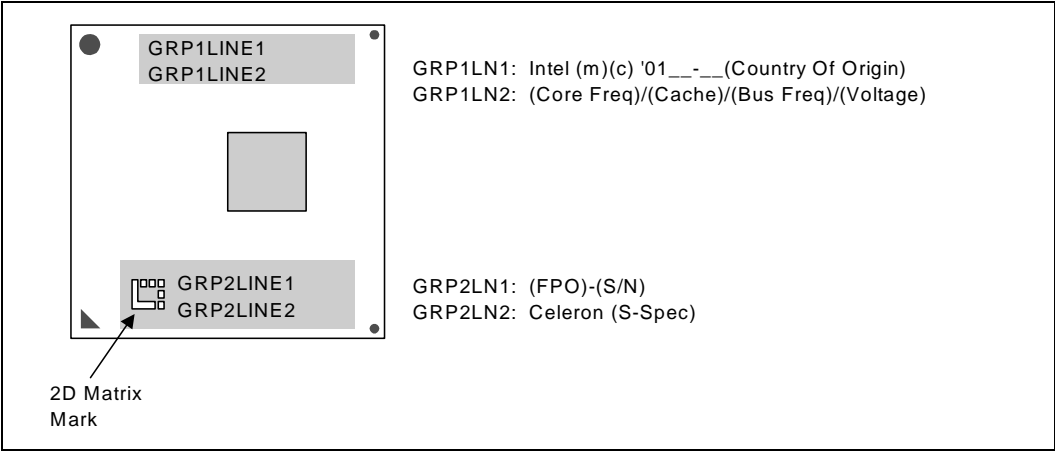 GRP1LINE1
GRP1LINE2
GRP1LN1: Intel (m)(c) '01__-__(Country Of Origin)
GRP1LN2: (Core Freq)/(Cache)/(Bus Freq)/(Voltage)
GRP2LINE1
GRP2LINE2
GRP2LN1: (FPO)-(S/N)
GRP2LN2: Celeron (S-Spec)
2D Matrix
Mark